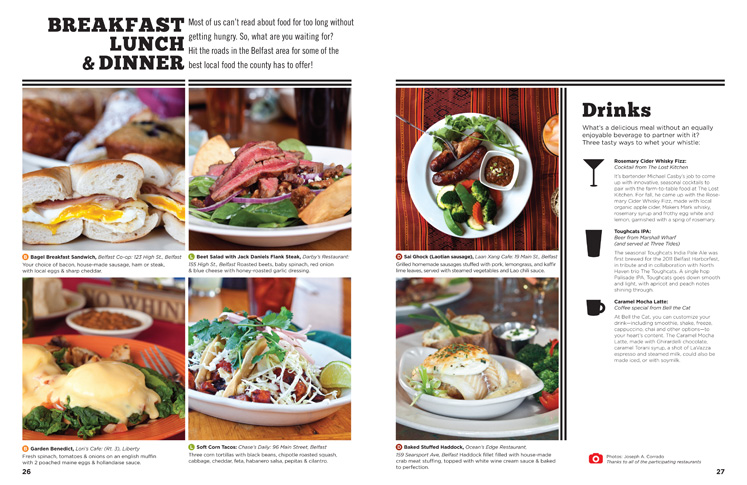 BREAKFAST
LUNCH
& DINNER
Most of us can't read about food for too long without
getting hungry. So, what are you waiting for?
Hit the roads in the Belfast area for some of the
best local food the county has to offer!
B Bagel Breakfast Sandwich, Belfast Co-op: 123 High St., Belfast
Your choice of bacon, house-made sausage, ham or steak,
with local eggs & sharp cheddar.
L Beet Salad with Jack Daniels Flank Steak, Darby's Restaurant:
155 High St., Belfast Roasted beets, baby spinach, red onion
& blue cheese with honey-roasted garlic dressing.
B Garden Benedict, Lori's Cafe: (Rt. 3), Liberty
Fresh spinach, tomatoes & onions on an english muffin
with 2 poached maine eggs & hollandaise sauce.
L Soft Corn Tacos: Chase's Daily: 96 Main Street, Belfast
Three corn tortillas with black beans, chipotle roasted squash,
cabbage, cheddar, feta, habanero salsa, pepitas & cilantro.
26
D Sai Ghock (Laotian sausage), Laan Xang Cafe: 19 Main St., Belfast
Grilled homemade sausages stuffed with pork, lemongrass, and kaffir
lime leaves, served with steamed vegetables and Lao chili sauce.
D Baked Stuffed Haddock, Ocean's Edge Restaurant:
159 Searsport Ave, Belfast Haddock fillet filled with house-made
crab meat stuffing, topped with white wine cream sauce & baked
to perfection.
Drinks
What's a delicious meal without an equally
enjoyable beverage to partner with it?
Three tasty ways to whet your whistle:
Rosemary Cider Whisky Fizz:
Cocktail from The Lost Kitchen
It's bartender Michael Casby's job to come
up with innovative, seasonal cocktails to
pair with the farm-to-table food at The Lost
Kitchen. For fall, he came up with the Rose-
mary Cider Whisky Fizz, made with local
organic apple cider, Makers Mark whisky,
rosemary syrup and frothy egg white and
lemon; garnished with a sprig of rosemary.
Toughcats IPA:
Beer from Marshall Wharf
(and served at Three Tides)
The seasonal Toughcats India Pale Ale was
first brewed for the 2011 Belfast Harborfest,
in tribute and in collaboration with North
Haven trio The Toughcats. A single hop
Palisade IPA, Toughcats goes down smooth
and light, with apricot and peach notes
shining through.
Caramel Mocha Latte:
Coffee special from Bell the Cat
At Bell the Cat, you can customize your
drink—including smoothie, shake, freeze,
cappuccino, chai and other options—to
your heart's content. The Caramel Mocha
Latte, made with Ghirardelli chocolate,
caramel Torani syrup, a shot of LaVazza
espresso and steamed milk, could also be
made iced, or with soymilk.
Photos: Joseph A. Corrado
Thanks to all of the participating restaurants
27